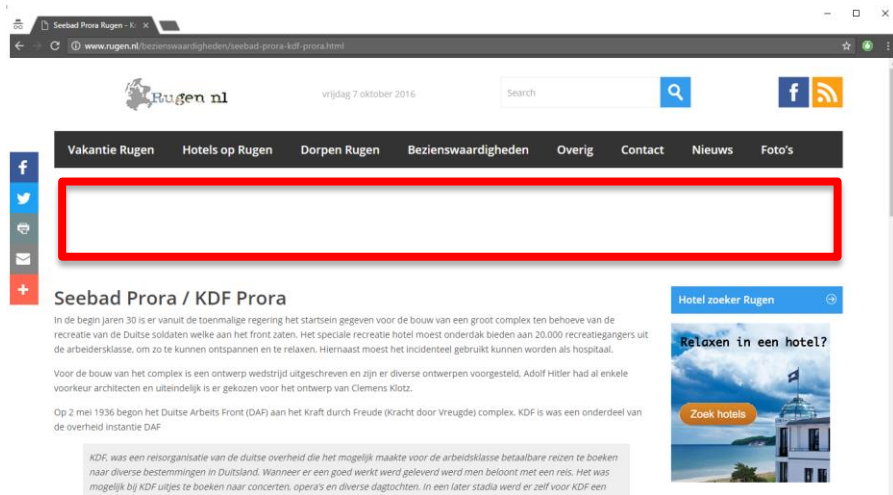 Seebad Prora Rugen - K
www.rugen.nl/bezienswaardigheden/seebad-prora-kdf-prora.html
Rugen nl
vrijdag 7 oktober 2016
Search
Vakantie Rugen Hotels op Rugen Dorpen Rugen Bezienswaardigheden Overig Contact Nieuws Foto's
Seebad Prora / KDF Prora
In de begin jaren 30 is er vanuit de toenmalige regering het startsein gegeven voor de bouw van een groot complex ten behoeve van de
recreatie van de Duitse soldaten welke aan het front zaten. Het speciale recreatie hotel moest onderdak bieden aan 20.000 recreatiegangers uit
de arbeidersklasse, om zo te kunnen ontspannen en te relaxen. Hiernaast moest het incidenteel gebruikt kunnen worden als hospitaal.
Voor de bouw van het complex is een ontwerp wedstrijd uitgeschreven en zijn er diverse ontwerpen voorgesteld, Adolf Hitler had al enkele
voorkeur architecten en uiteindelijk is er gekozen voor het ontwerp van Clemens Klotz.
Op 2 mei 1936 begon het Duitse Arbeits Front (DAF) aan het Kraft durch Freude (Kracht door Vreugde) complex. KDF is was een onderdeel van
de overheid instantie DAF
KDF, was een reisorganisatie van de duitse overheid die het mogelijk maakte voor de arbeidsklasse betaalbare reizen te boeken
naar diverse bestemmingen in Duitsland. Wanneer er een goed werkt werd geleverd werd men beloont met een reis. Het was
mogelijk bij KDF uitjes te boeken naar concerten, opera's en diverse dagtochten. In een later stadia werd er zelf voor KDF een
Hotel zoeker Rugen
Relaxen in een hotel?
Zoek hotels